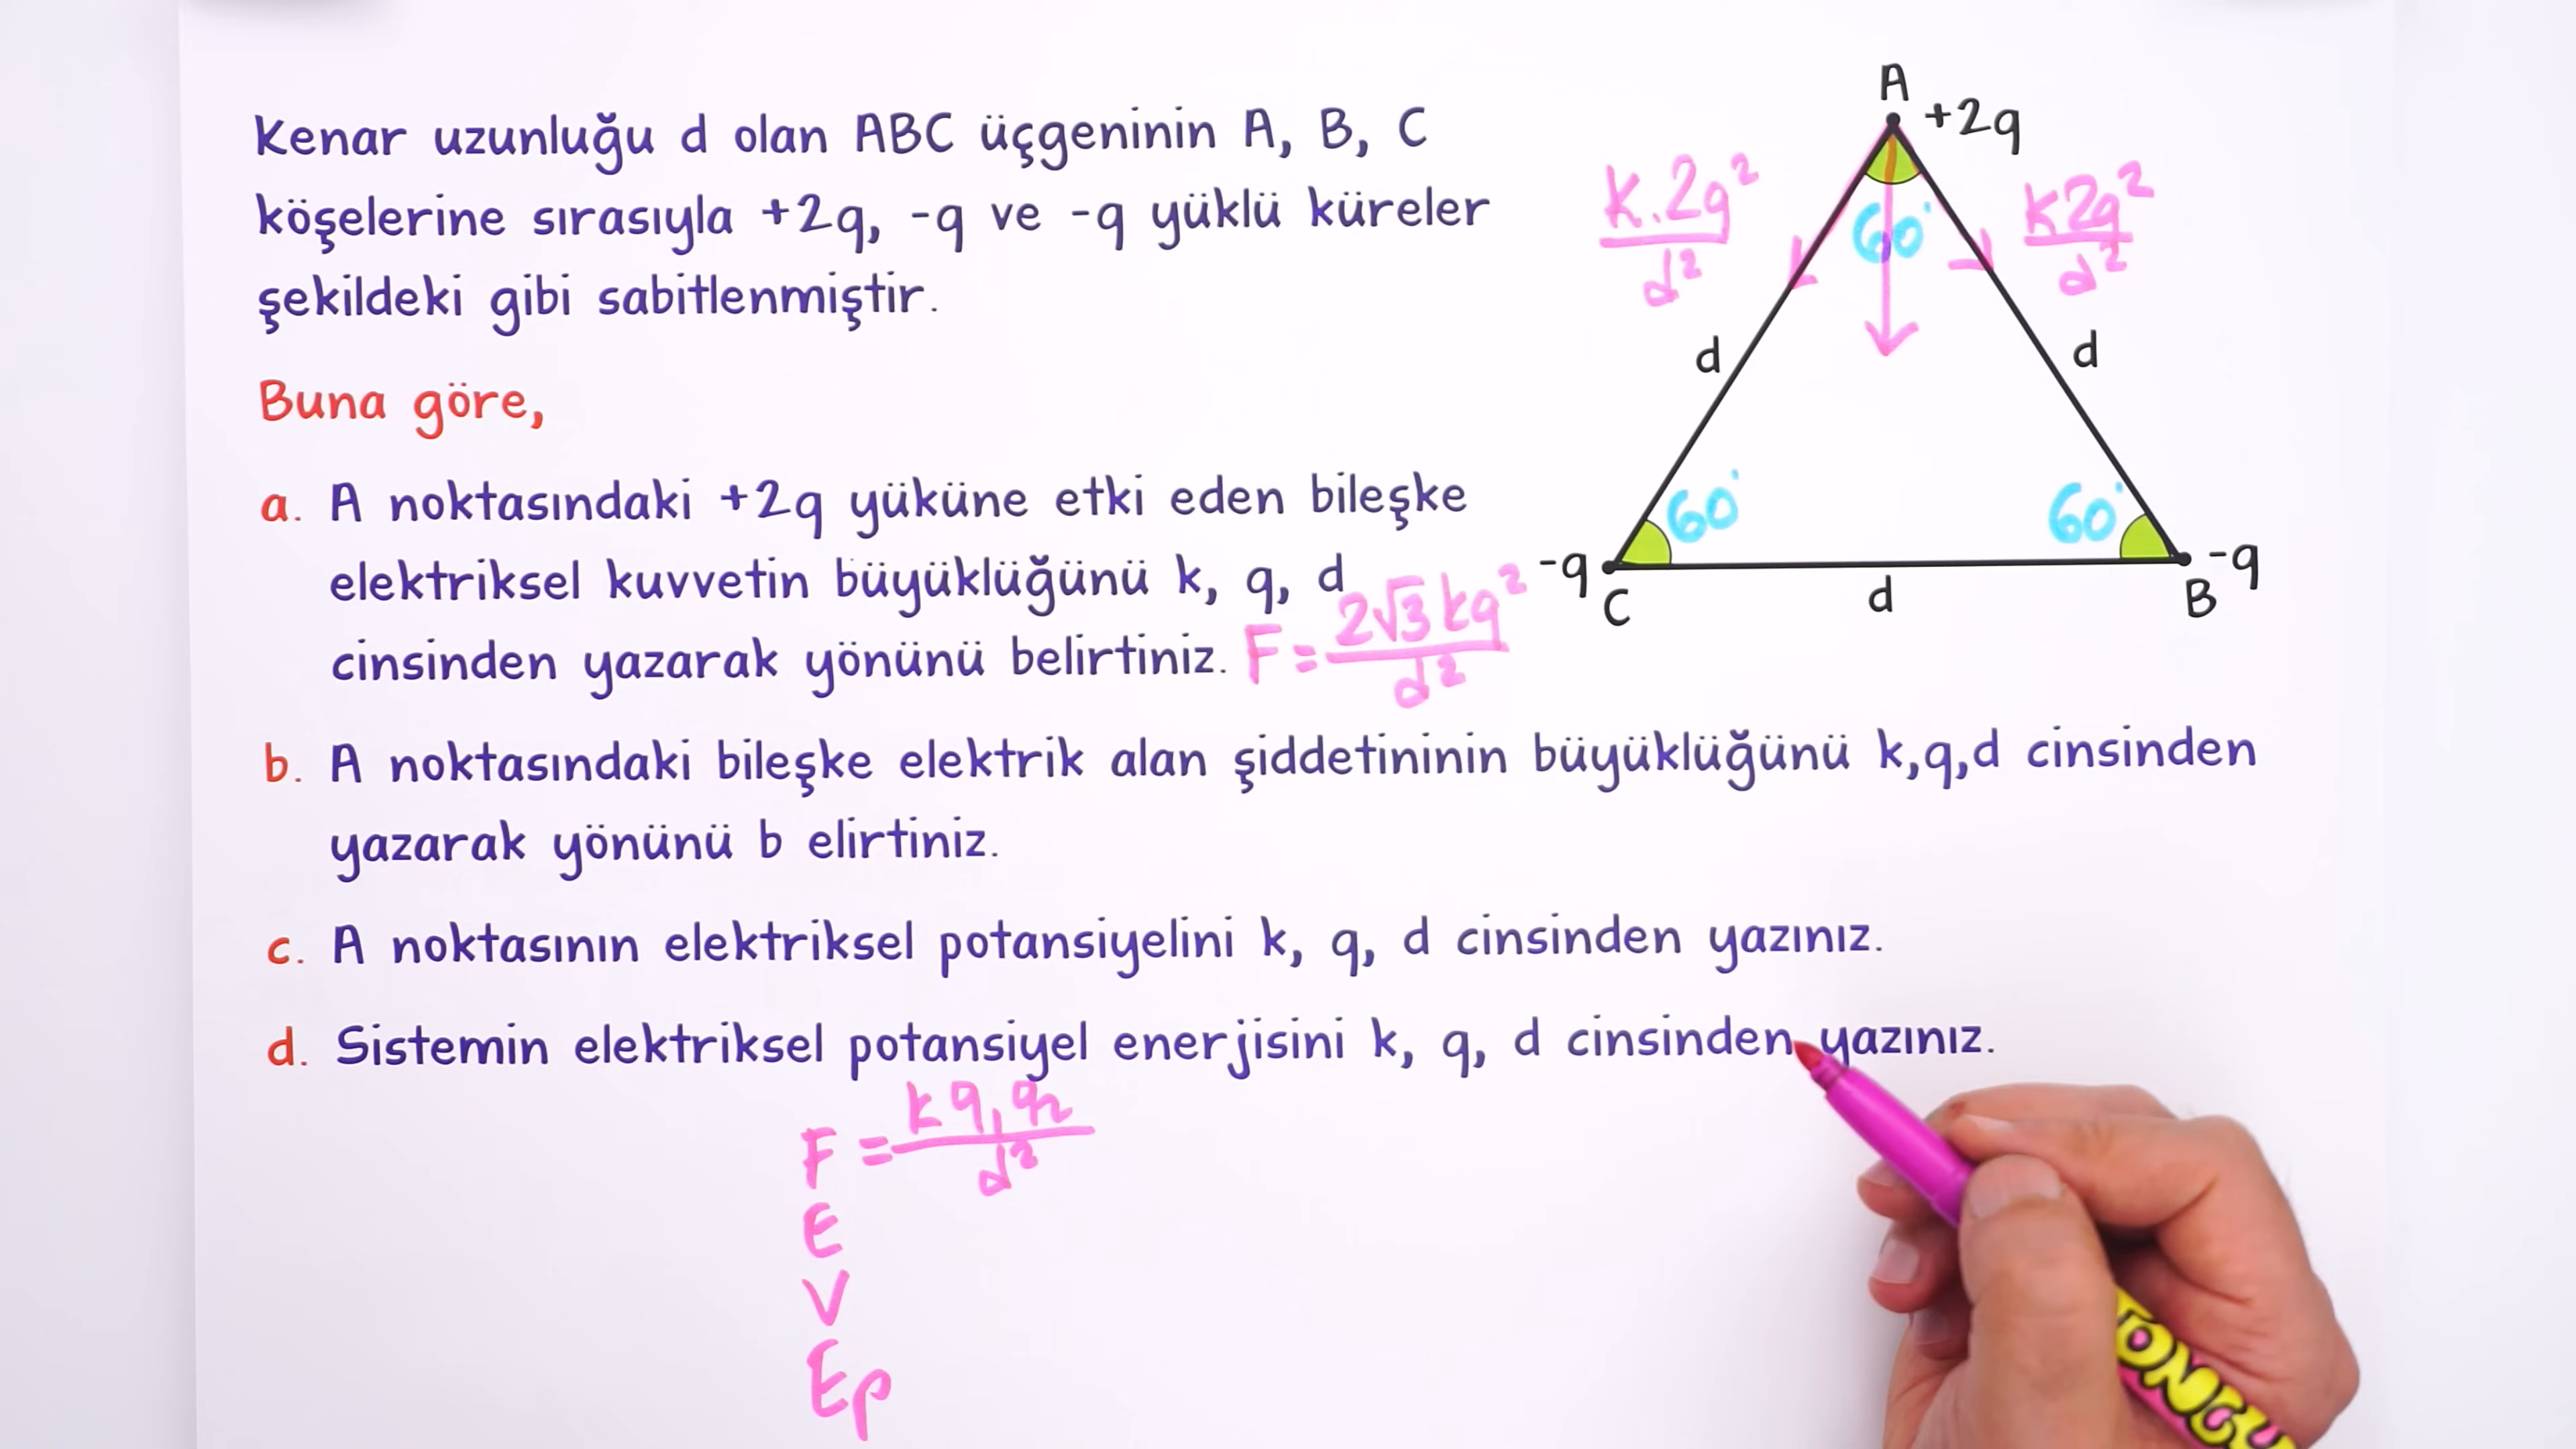 Kenar uzunluğu d olan ABC üçgeninin A, B, C
köşelerine sırasıyla +2q, -q ve -q yüklü küreler
şekildeki gibi sabitlenmiştir.
Buna göre,
a. A noktasındaki +2q yüküne etki eden bileşke
elektriksel kuvvetin büyüklüğünü k, q, d
cinsinden yazarak yönünü belirtiniz. F = 2√3kq²/d²
b. A noktasındaki bileşke elektrik alan şiddetininin büyüklüğünü k,q,d cinsinden
yazarak yönünü b elirtiniz.
c. A noktasının elektriksel potansiyelini k, q, d cinsinden yazınız.
d. Sistemin elektriksel potansiyel enerjisini k, q, d cinsinden yazınız.
F = kq₁q₂/d²
E
V
Ep
A
+2q
k.2q²/d²
60°
k2q²/d²
d
d
60°
60°
-q
C
d
B
-q